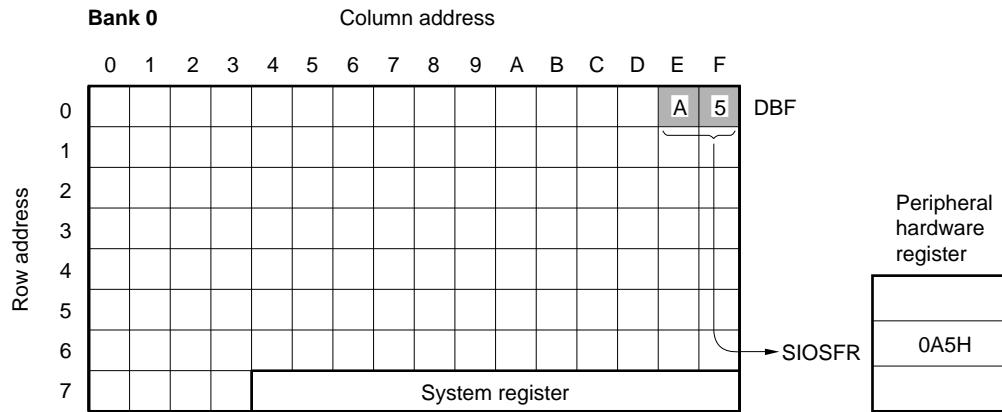 Bank 0 Column address
0 1 2 3 4 5 6 7 8 9 A B C D E F
0 A 5 DBF
1
2
3
4
5
6
7
Row address
System register
SIOSFR
Peripheral
hardware
register
0A5H